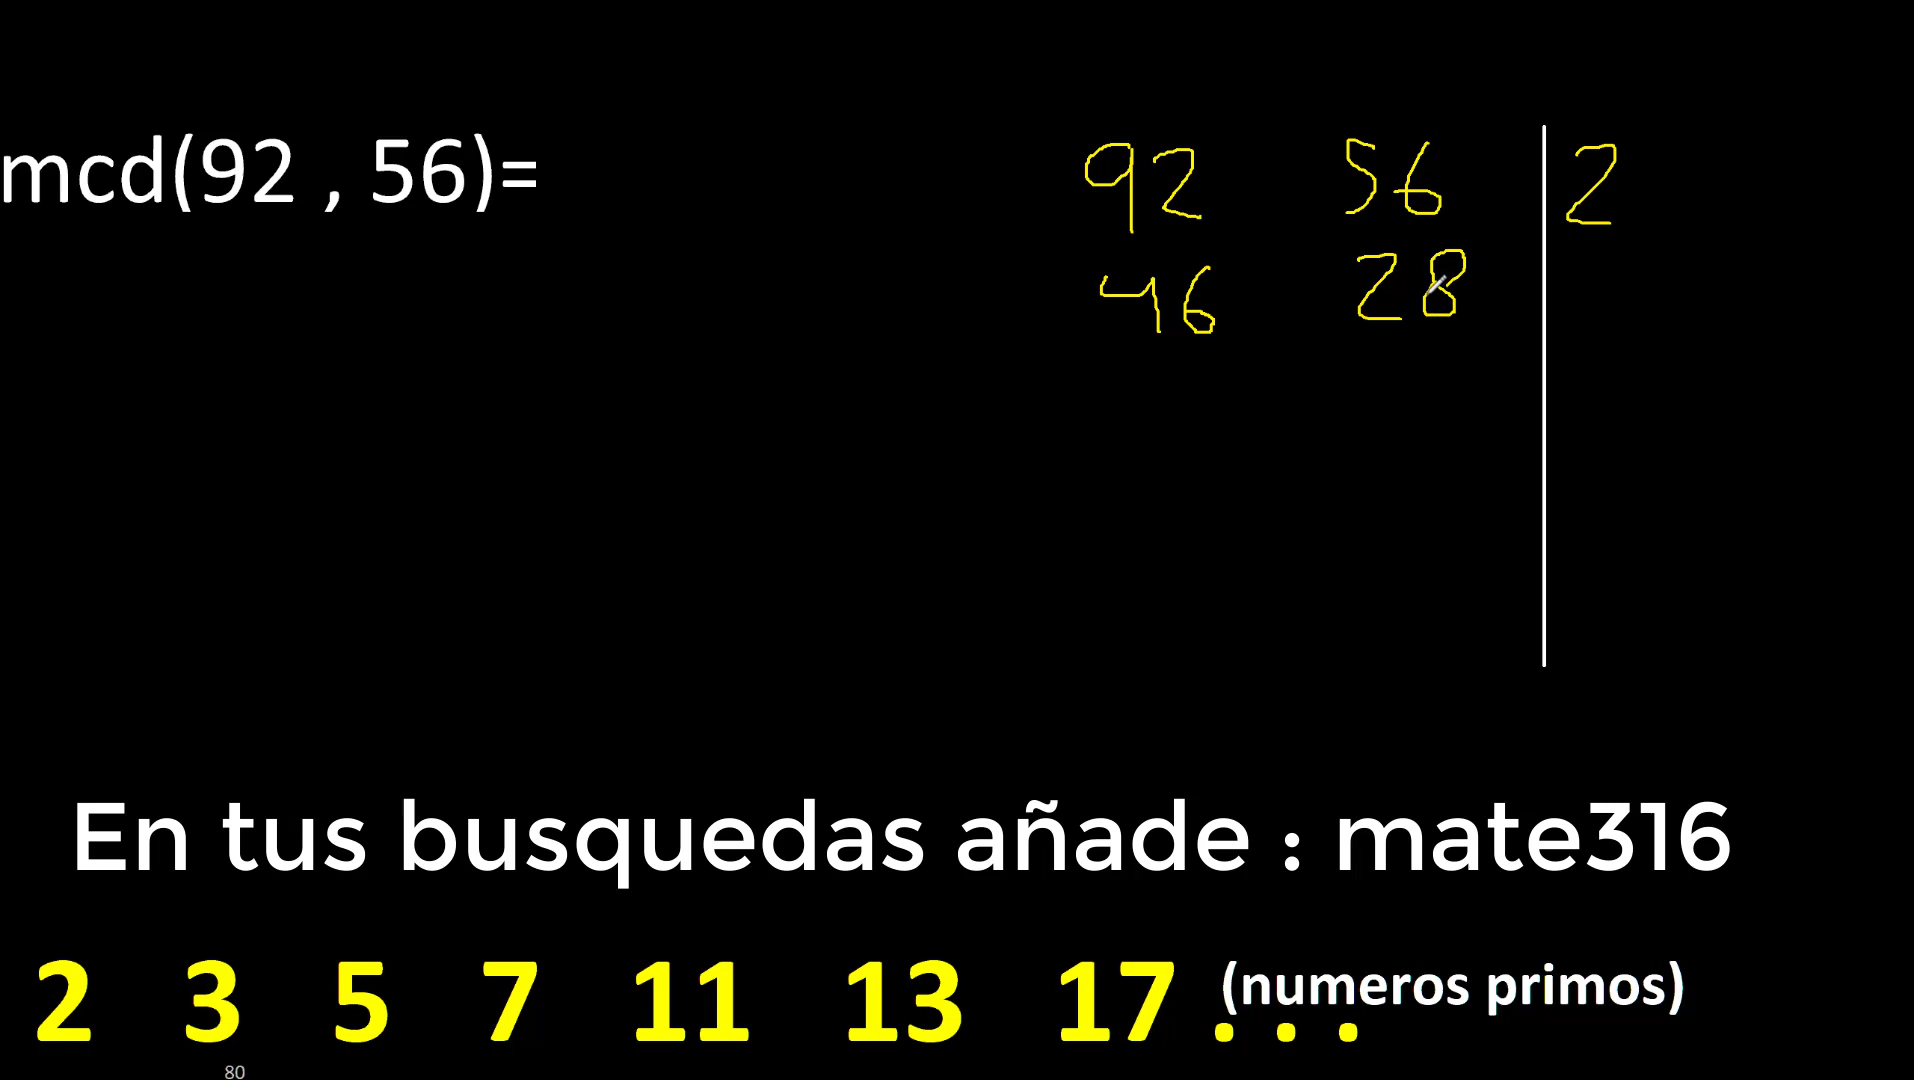 mcd(92 , 56)=
92 56 2
46 28
En tus busquedas añade : mate316
2 3 5 7 11 13 17 . . . (numeros primos)
80